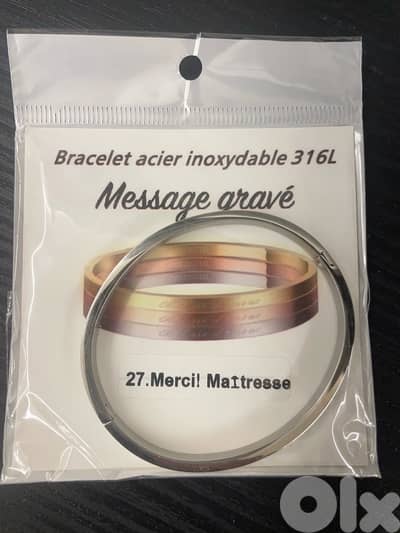 Bracelet acier inoxydable 316L
Message gravé
27.Merci! Maîtresse
Olx